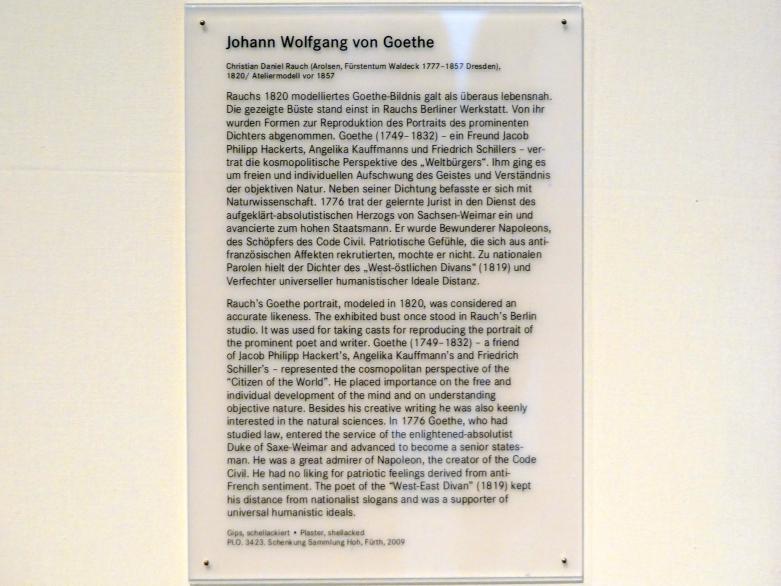 Johann Wolfgang von Goethe
Christian Daniel Rauch (Arolsen, Fürstentum Waldeck 1777–1857 Dresden),
1820/ Ateliermodell vor 1857
Rauchs 1820 modelliertes Goethe-Bildnis galt als überaus lebensnah.
Die gezeigte Büste stand einst in Rauchs Berliner Werkstatt. Von ihr
wurden Formen zur Reproduktion des Portraits des prominenten
Dichters abgenommen. Goethe (1749–1832) – ein Freund Jacob
Philipp Hackerts, Angelika Kauffmanns und Friedrich Schillers – ver-
trat die kosmopolitische Perspektive des „Weltbürgers“. Ihm ging es
um freien und individuellen Aufschwung des Geistes und Verständnis
der objektiven Natur. Neben seiner Dichtung befasste er sich mit
Naturwissenschaft. 1776 trat der gelernte Jurist in den Dienst des
aufgeklärt-absolutistischen Herzogs von Sachsen-Weimar ein und
avancierte zum hohen Staatsmann. Er wurde Bewunderer Napoleons,
des Schöpfers des Code Civil. Patriotische Gefühle, die sich aus anti-
französischen Affekten rekrutierten, mochte er nicht. Zu nationalen
Parolen hielt der Dichter des „West-östlichen Divans“ (1819) und
Verfechter universeller humanistischer Ideale Distanz.
Rauch's Goethe portrait, modeled in 1820, was considered an
accurate likeness. The exhibited bust once stood in Rauch's Berlin
studio. It was used for taking casts for reproducing the portrait of
the prominent poet and writer. Goethe (1749–1832) – a friend
of Jacob Philipp Hackert's, Angelika Kauffmann's and Friedrich
Schiller's – represented the cosmopolitan perspective of the
“Citizen of the World”. He placed importance on the free and
individual development of the mind and on understanding
objective nature. Besides his creative writing he was also keenly
interested in the natural sciences. In 1776 Goethe, who had
studied law, entered the service of the enlightened-absolutist
Duke of Saxe-Weimar and advanced to become a senior states-
man. He was a great admirer of Napoleon, the creator of the Code
Civil. He had no liking for patriotic feelings derived from anti-
French sentiment. The poet of the “West-East Divan” (1819) kept
his distance from nationalist slogans and was a supporter of
universal humanistic ideals.
Gips, schellackiert • Plaster, shellacked
Pl.O. 3423. Schenkung Sammlung Hoh, Fürth, 2009